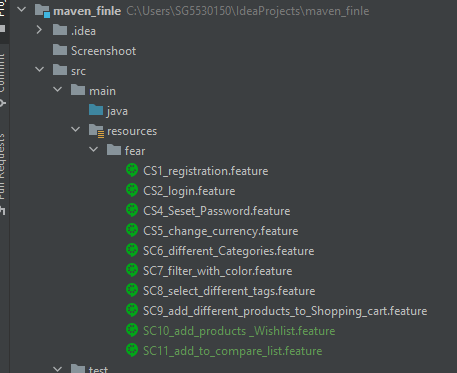 maven_finle C:\Users\SG5530150\IdeaProjects\maven_finle
.idea
Screenshoot
src
main
java
resources
fear
CS1_registration.feature
CS2_login.feature
CS4_Seset_Password.feature
CS5_change_currency.feature
SC6_different_Categories.feature
SC7_filter_with_color.feature
SC8_select_different_tags.feature
SC9_add_different_products_to_Shopping_cart.feature
SC10_add_products _Wishlist.feature
SC11_add_to_compare_list.feature
test
Commit
Pull Requests